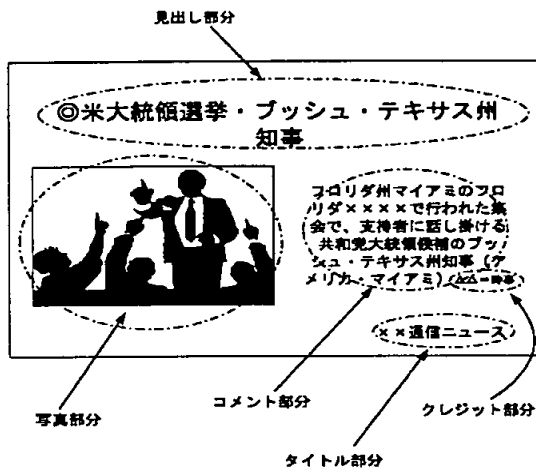 見出し部分
◎米大統領選挙・ブッシュ・テキサス州
知事
フロリダ州マイアミのフロ
リダ××××で行われた集
会で、支持者に話し掛ける
共和党大統領候補のブッ
シュ・テキサス州知事（ア
メリカ・マイアミ）△△＝時事
××通信ニュース
写真部分
コメント部分
クレジット部分
タイトル部分